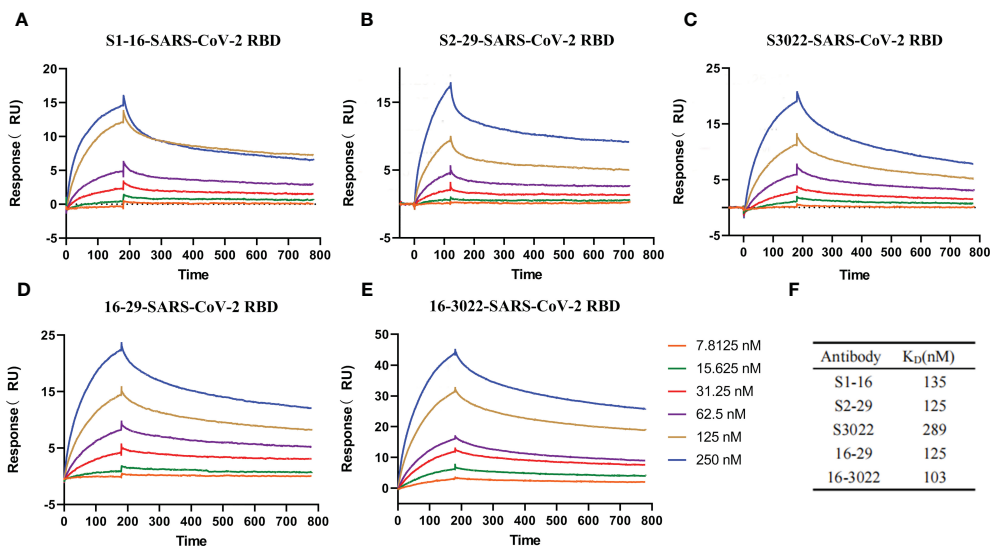 A
S1-16-SARS-CoV-2 RBD
Response( RU)
20
15
10
5
0
-5
0 100 200 300 400 500 600 700 800
Time
B
S2-29-SARS-CoV-2 RBD
Response( RU)
20
15
10
5
0
-5
0 100 200 300 400 500 600 700 800
Time
C
S3022-SARS-CoV-2 RBD
Response( RU)
25
15
5
-5
0 100 200 300 400 500 600 700 800
Time
D
16-29-SARS-CoV-2 RBD
Response( RU)
25
15
5
-5
0 100 200 300 400 500 600 700 800
Time
E
16-3022-SARS-CoV-2 RBD
Response( RU)
50
40
30
20
10
0
0 100 200 300 400 500 600 700 800
Time
7.8125 nM
15.625 nM
31.25 nM
62.5 nM
125 nM
250 nM
F
Antibody KD(nM)
S1-16 135
S2-29 125
S3022 289
16-29 125
16-3022 103